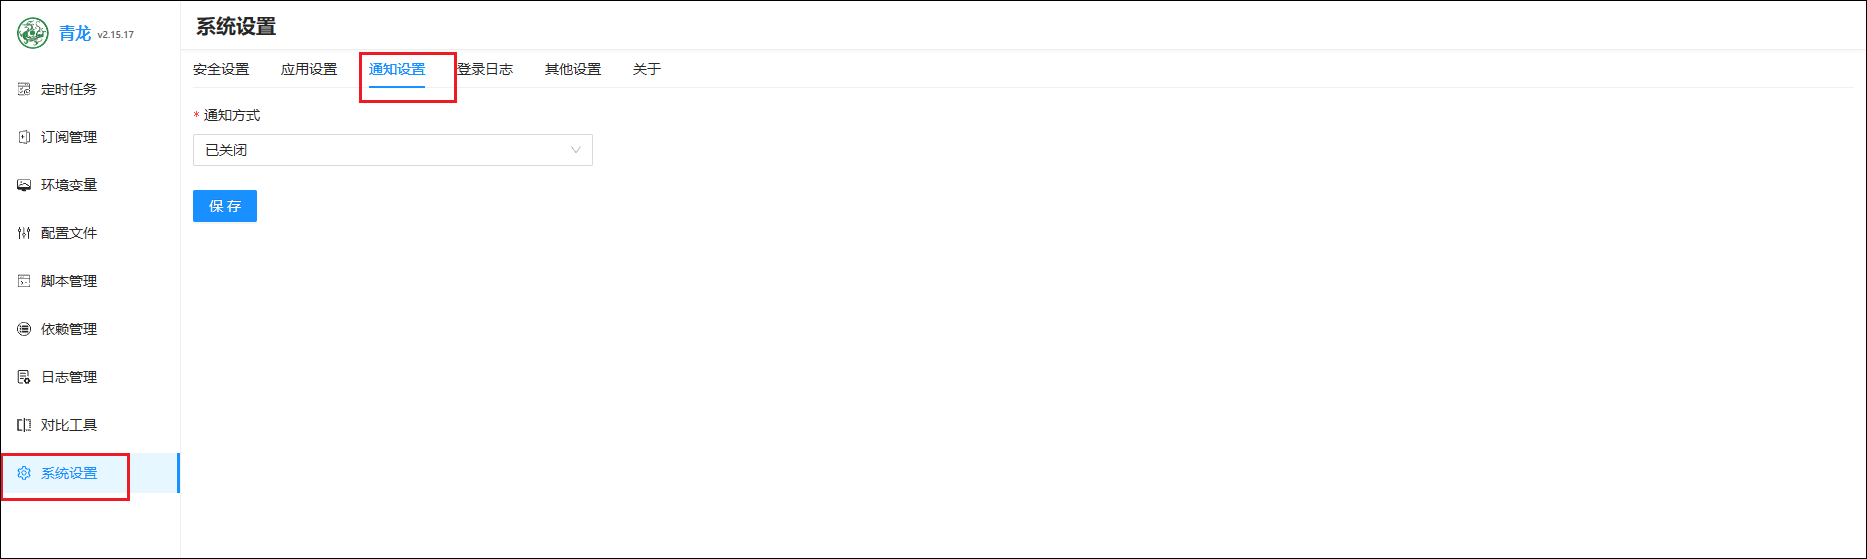 青龙 v2.15.17
定时任务
订阅管理
环境变量
配置文件
脚本管理
依赖管理
日志管理
对比工具
系统设置
系统设置
安全设置 应用设置 通知设置 登录日志 其他设置 关于
* 通知方式
已关闭
保 存